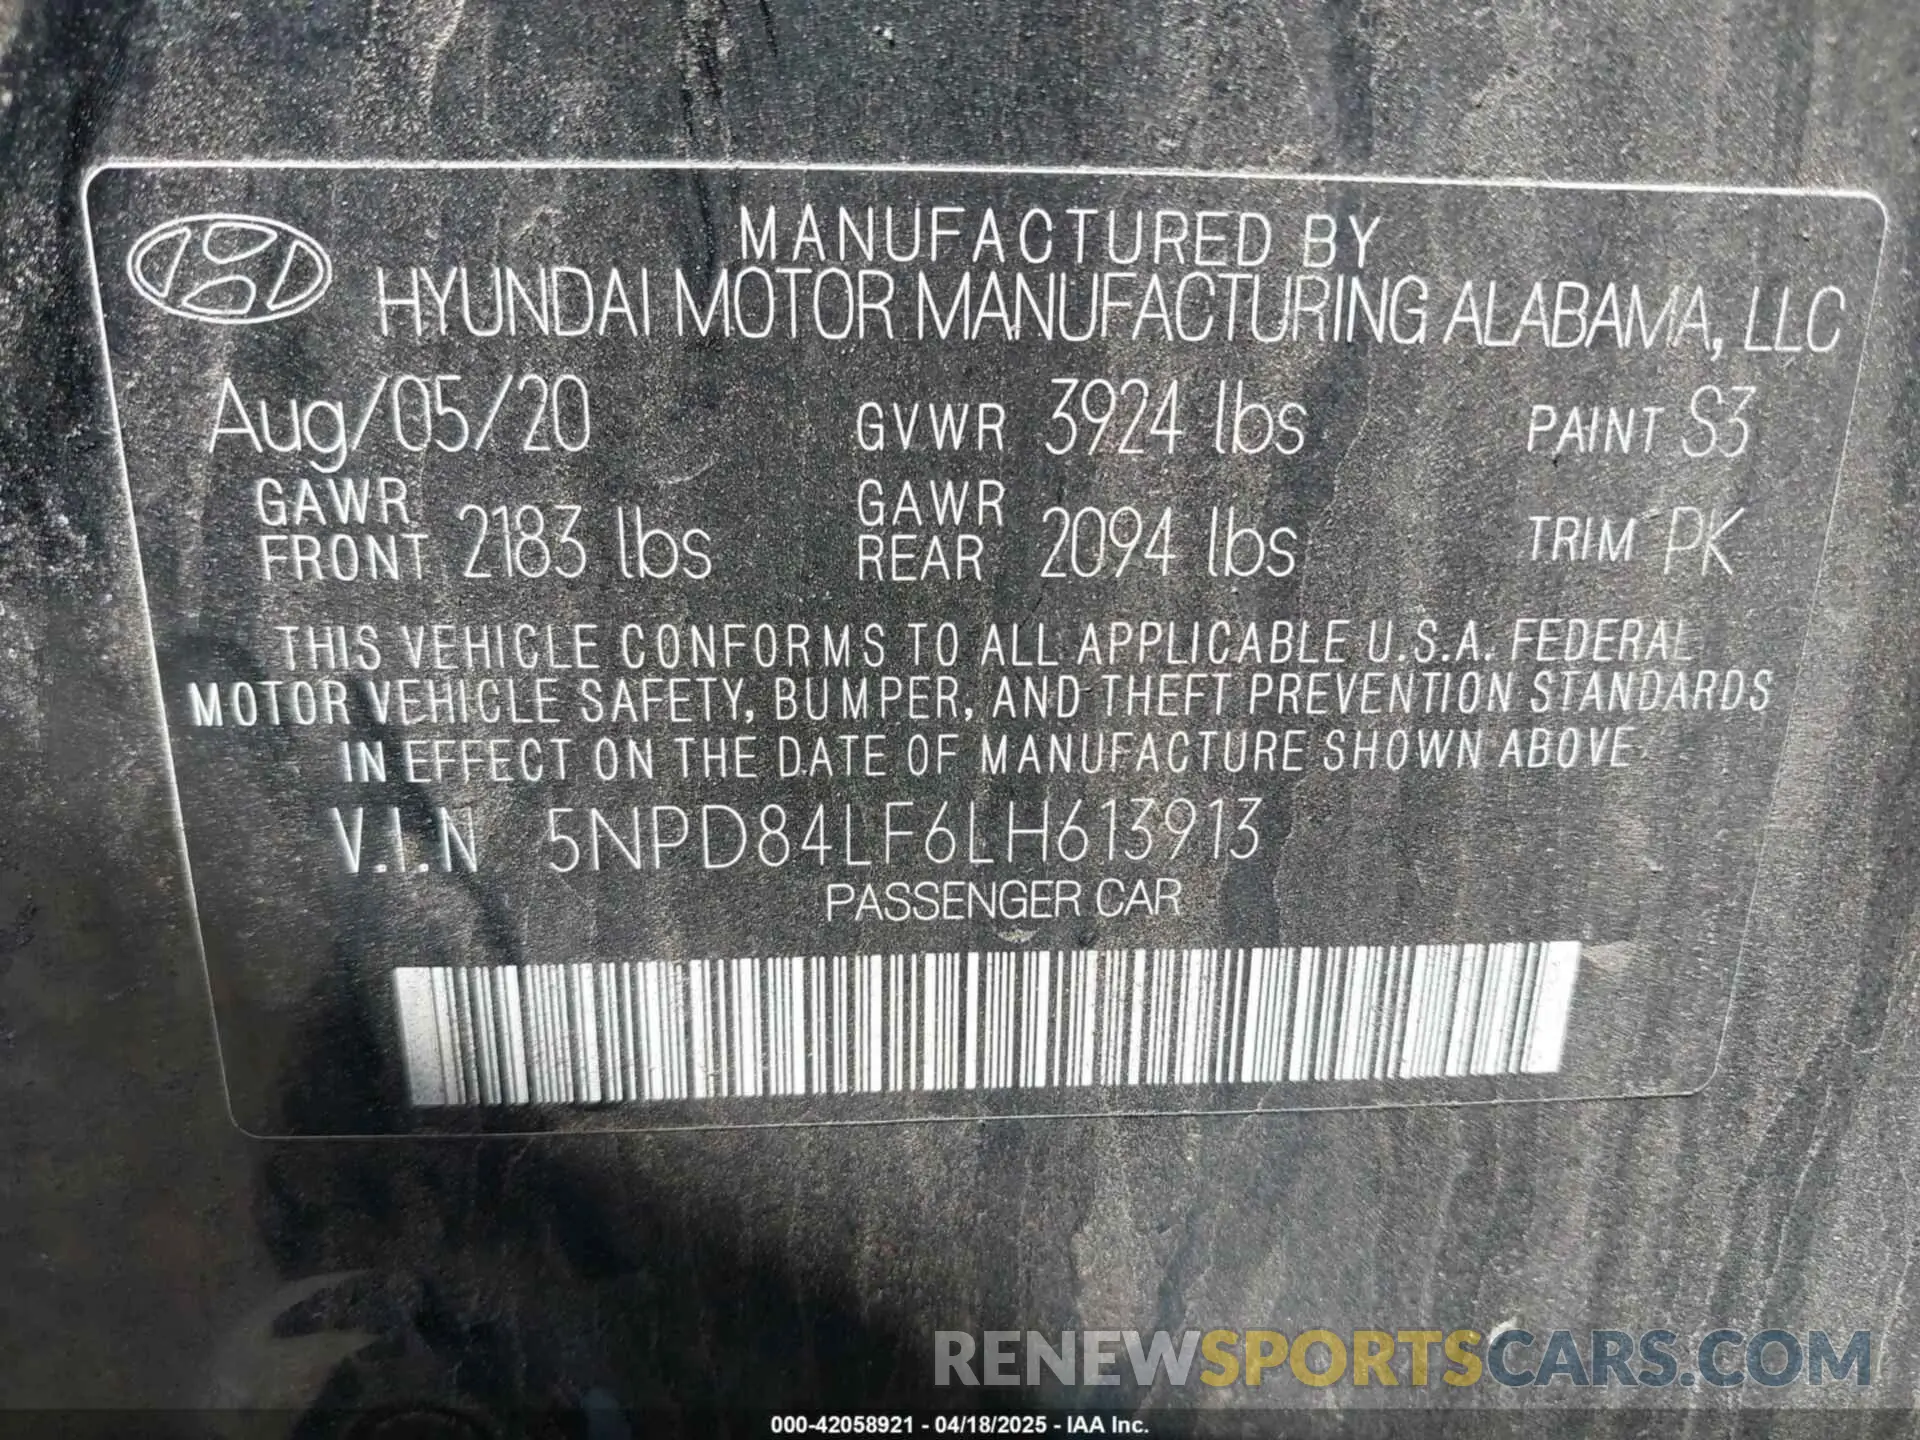 MANUFACTURED BY
HYUNDAI MOTOR MANUFACTURING ALABAMA, LLC
Aug/05/20 GVWR 3924 lbs PAINT S3
GAWR FRONT 2183 lbs GAWR REAR 2094 lbs TRIM PK
THIS VEHICLE CONFORMS TO ALL APPLICABLE U.S.A. FEDERAL
MOTOR VEHICLE SAFETY, BUMPER, AND THEFT PREVENTION STANDARDS
IN EFFECT ON THE DATE OF MANUFACTURE SHOWN ABOVE
V.I.N 5NPD84LF6LH613913
PASSENGER CAR
RENEWSPORTSCARS.COM
000-42058921 - 04/18/2025 - IAA Inc.